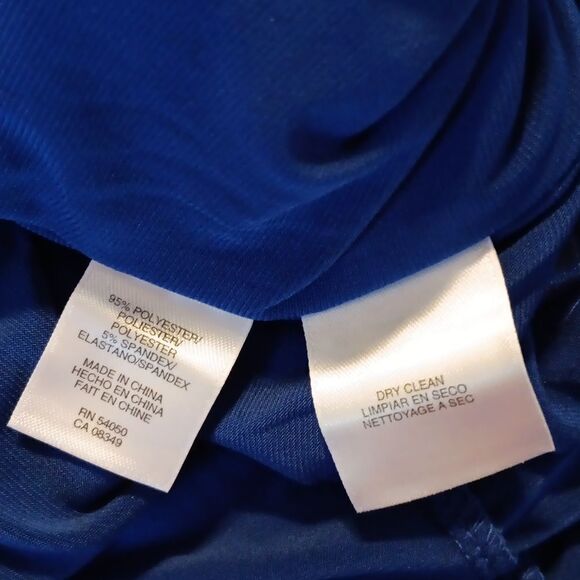 95% POLYESTER/
POLIESTER/
POLYESTER
5% SPANDEX/
ELASTANO/SPANDEX
MADE IN CHINA
HECHO EN CHINA
FAIT EN CHINE
RN 54050
CA 08349
DRY CLEAN
LIMPIAR EN SECO
NETTOYAGE A SEC